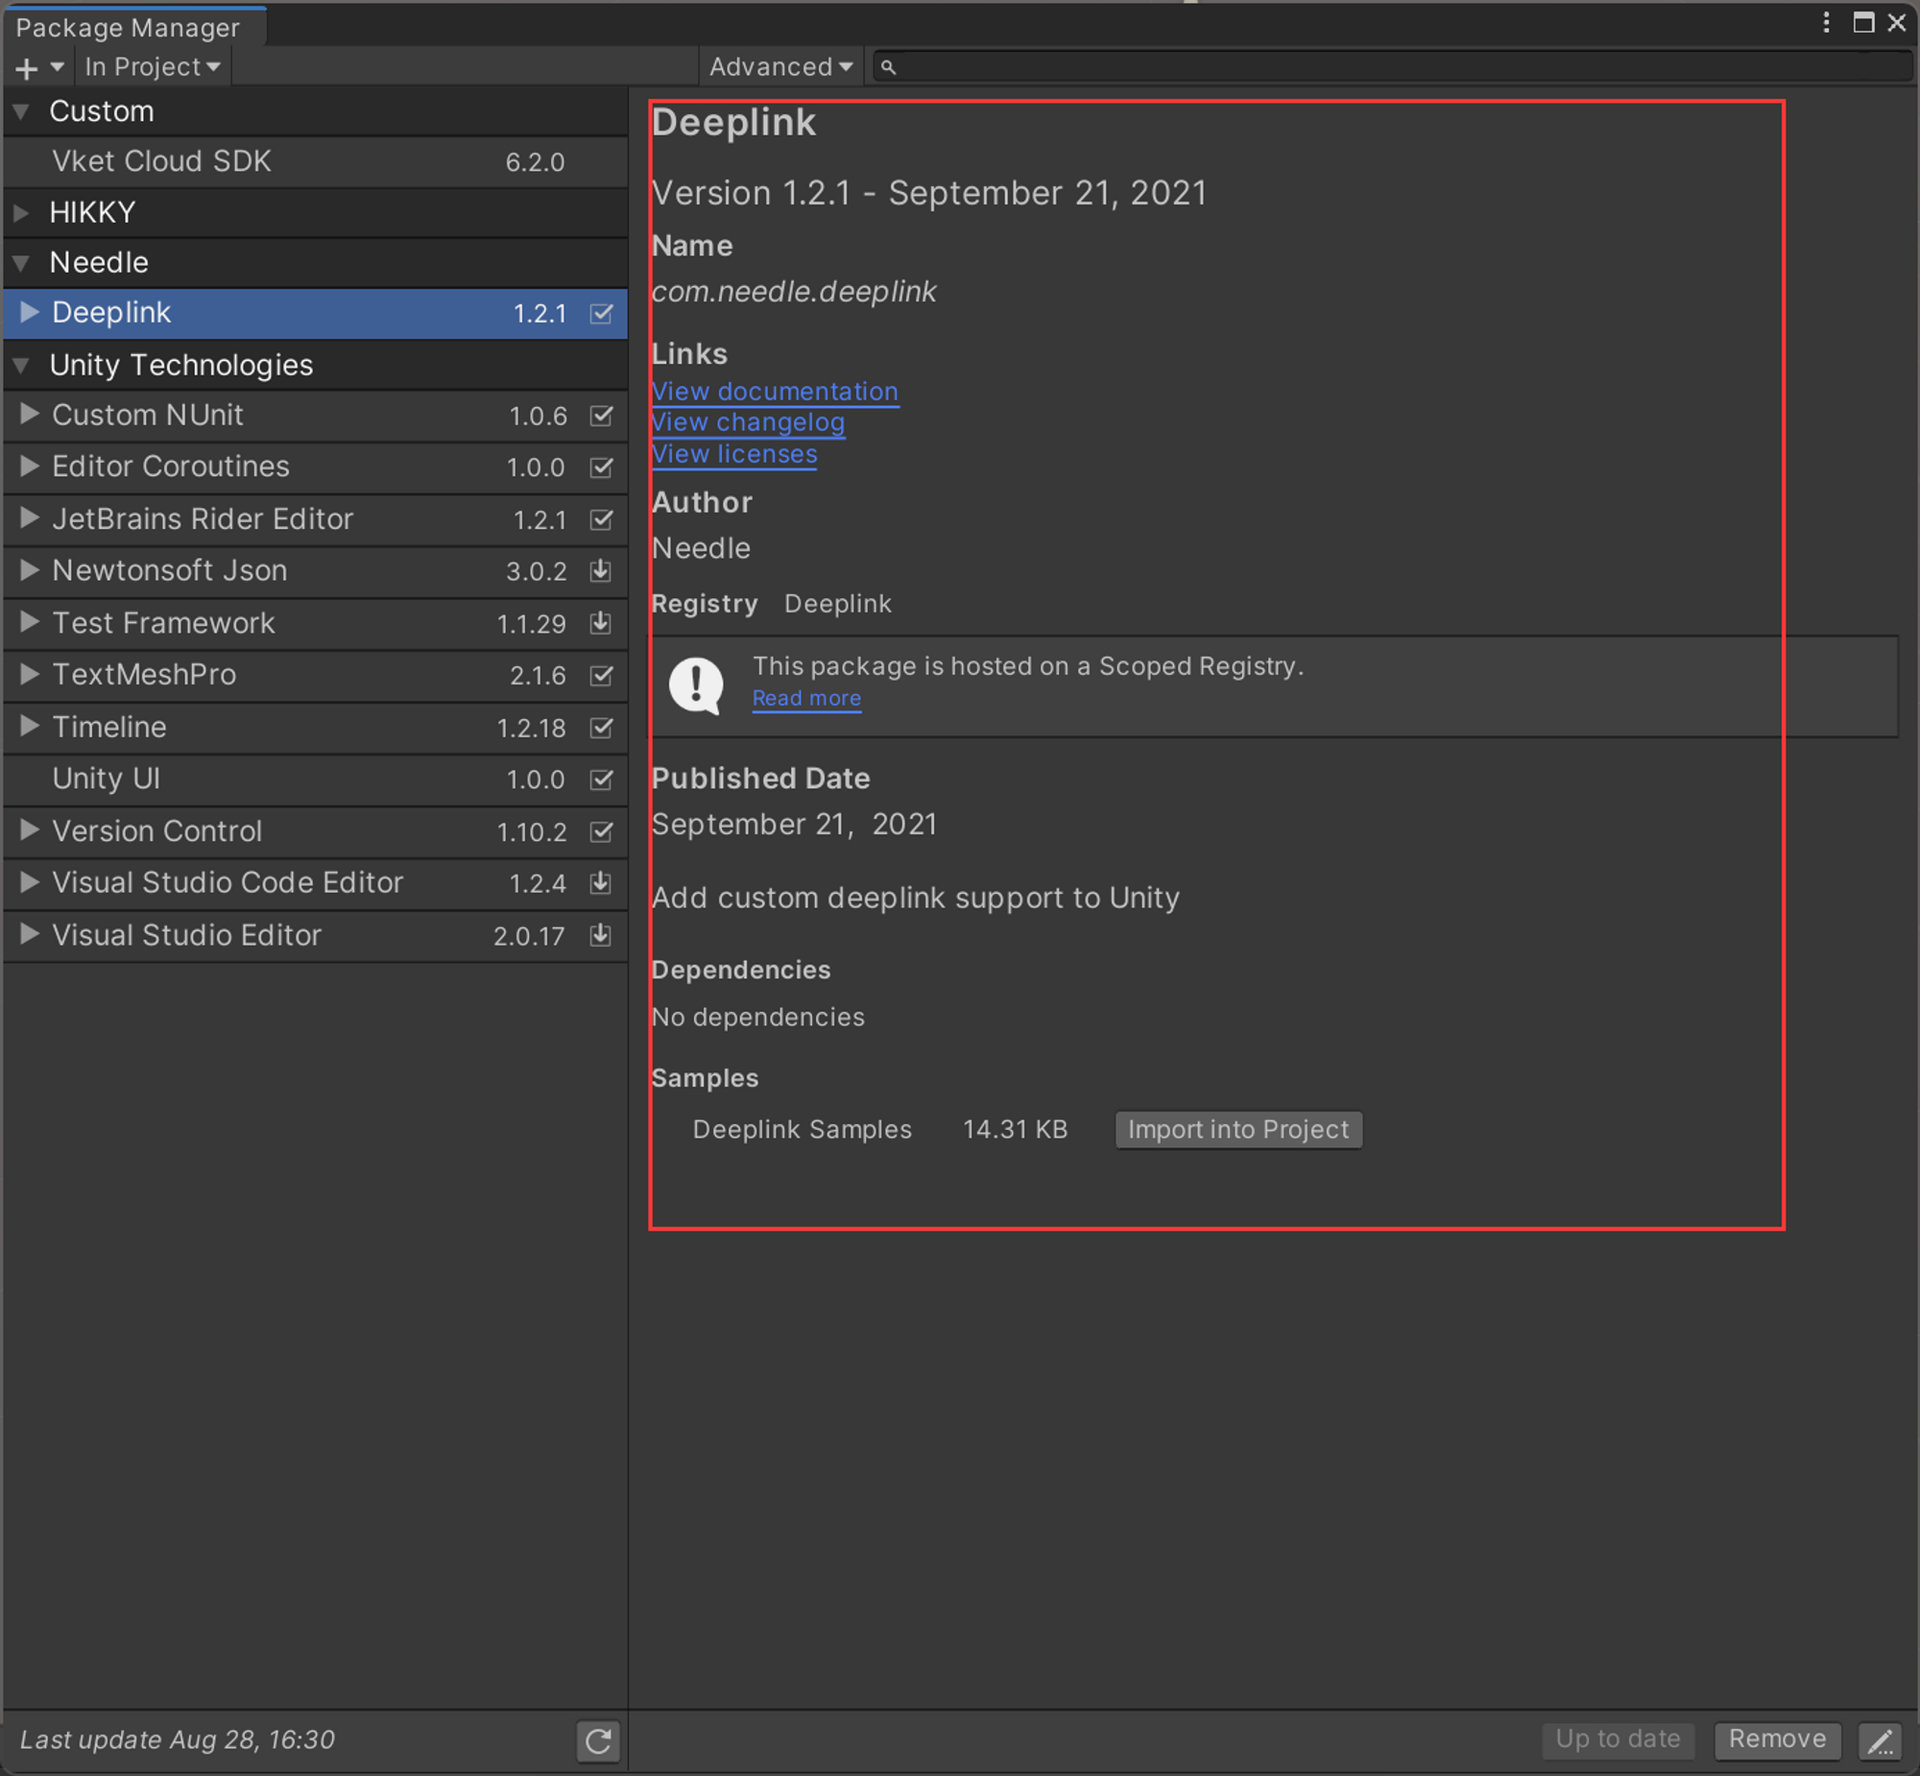 Package Manager
+ In Project Advanced
Custom
Vket Cloud SDK 6.2.0
HIKKY
Needle
Deeplink 1.2.1
Unity Technologies
Custom NUnit 1.0.6
Editor Coroutines 1.0.0
JetBrains Rider Editor 1.2.1
Newtonsoft Json 3.0.2
Test Framework 1.1.29
TextMeshPro 2.1.6
Timeline 1.2.18
Unity UI 1.0.0
Version Control 1.10.2
Visual Studio Code Editor 1.2.4
Visual Studio Editor 2.0.17
Last update Aug 28, 16:30
Deeplink
Version 1.2.1 - September 21, 2021
Name
com.needle.deeplink
Links
View documentation
View changelog
View licenses
Author
Needle
Registry Deeplink
This package is hosted on a Scoped Registry.
Read more
Published Date
September 21, 2021
Add custom deeplink support to Unity
Dependencies
No dependencies
Samples
Deeplink Samples 14.31 KB Import into Project
Up to date Remove